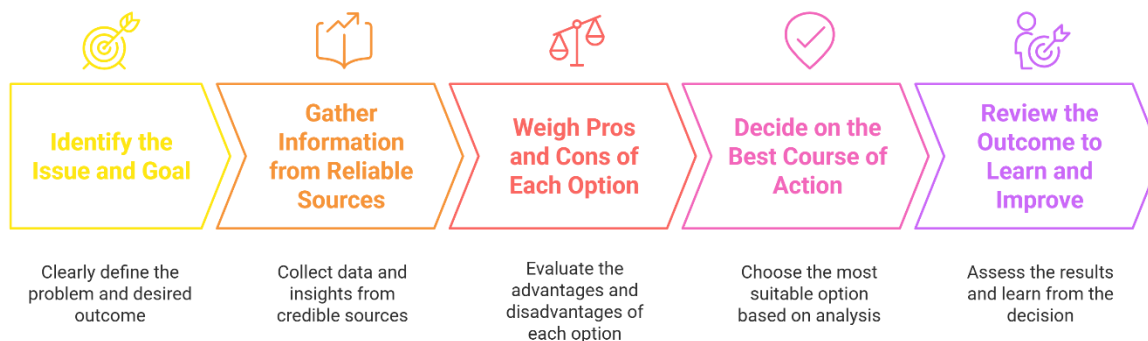 Identify the
Issue and Goal
Gather
Information
from Reliable
Sources
Weigh Pros
and Cons of
Each Option
Decide on the
Best Course of
Action
Review the
Outcome to
Learn and
Improve
Clearly define the
problem and desired
outcome
Collect data and
insights from
credible sources
Evaluate the
advantages and
disadvantages of
each option
Choose the most
suitable option
based on analysis
Assess the results
and learn from the
decision